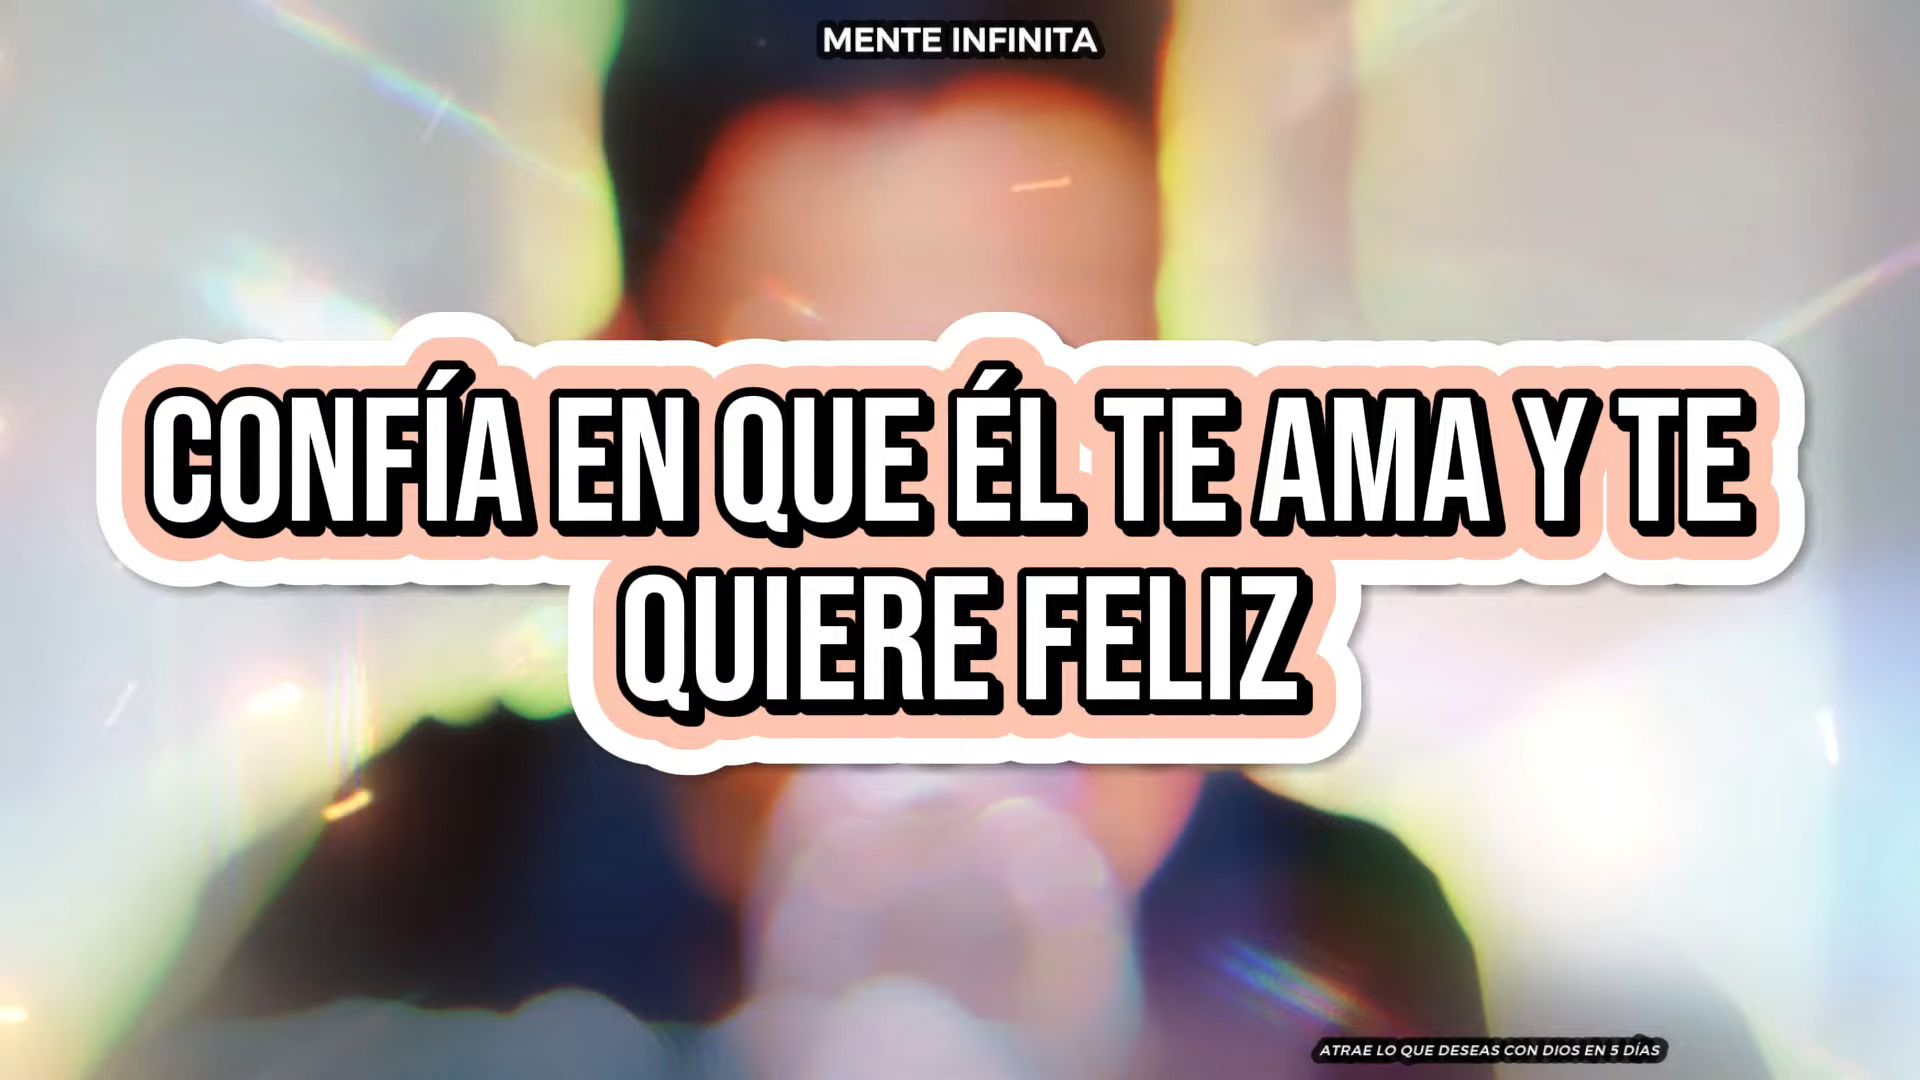 MENTE INFINITA
CONFÍA EN QUE ÉL TE AMA Y TE
QUIERE FELIZ
ATRAE LO QUE DESEAS CON DIOS EN 5 DÍAS